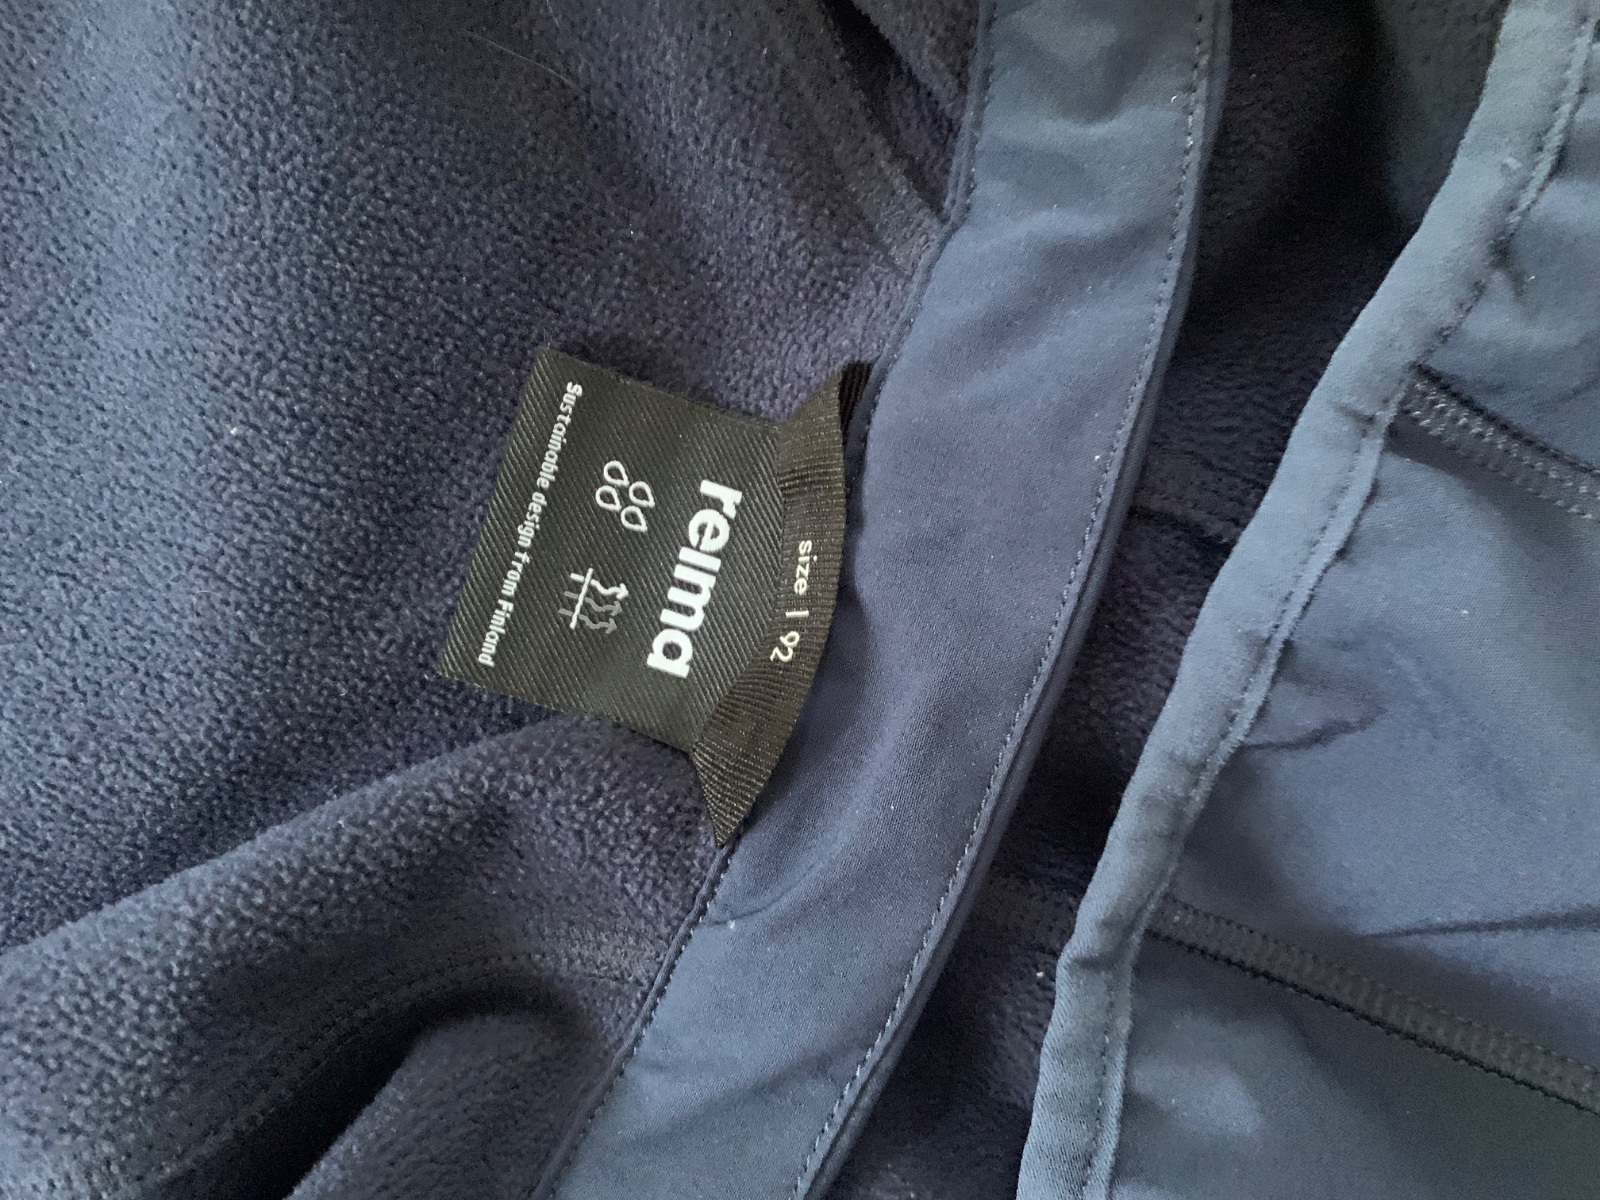 size | 92
reima
Sustainable design from Finland